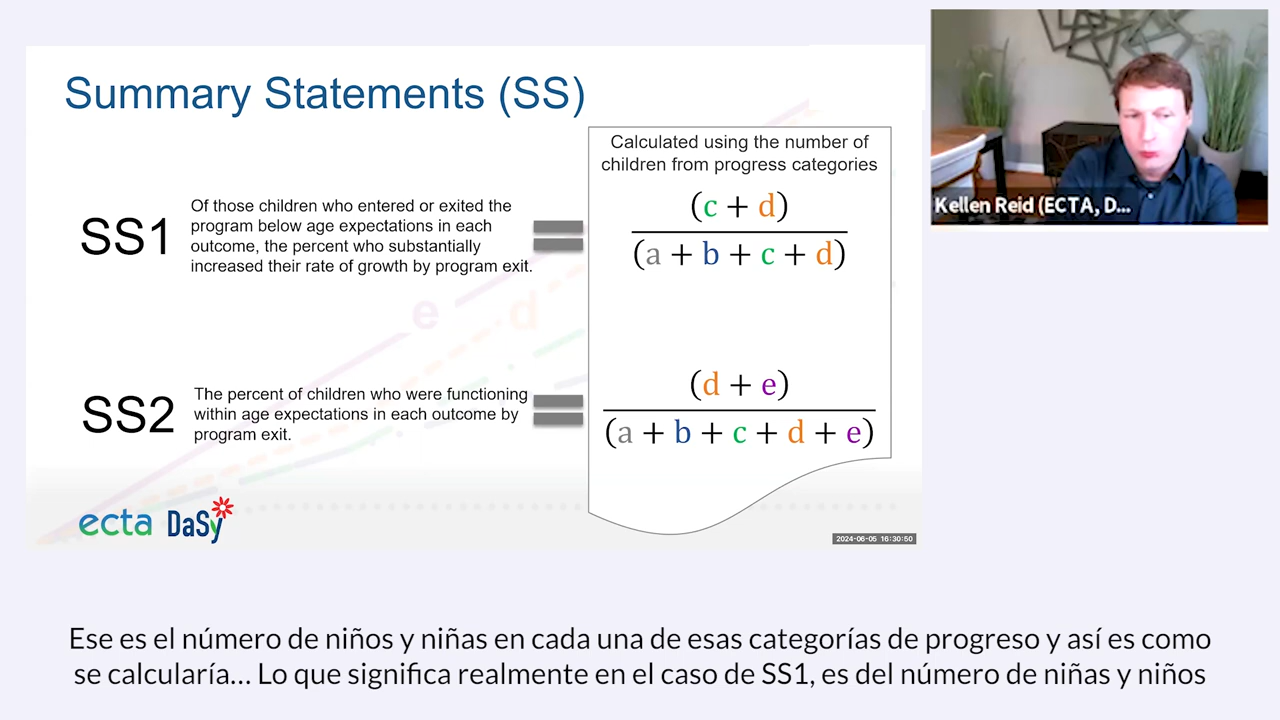 Summary Statements (SS)
SS1
Of those children who entered or exited the
program below age expectations in each
outcome, the percent who substantially
increased their rate of growth by program exit.
Calculated using the number of
children from progress categories
(c + d)
(a + b + c + d)
e
d
SS2
The percent of children who were functioning
within age expectations in each outcome by
program exit.
(d + e)
(a + b + c + d + e)
ecta DaSy
2024-06-05 16:30:50
Kellen Reid (ECTA, D...
Ese es el número de niños y niñas en cada una de esas categorías de progreso y así es como
se calcularía... Lo que significa realmente en el caso de SS1, es del número de niñas y niños